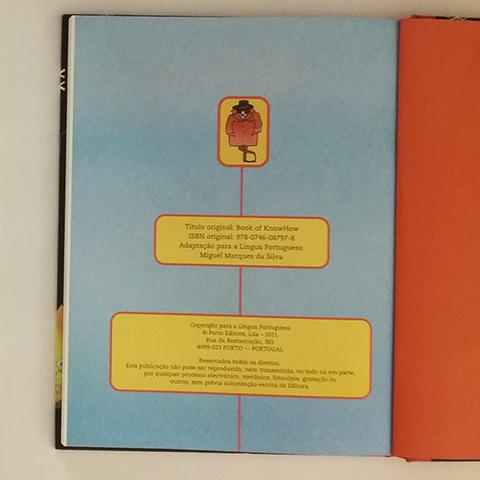 Título original: Book of KnowHow
ISBN original: 978-0746-08797-8
Adaptação para a Língua Portuguesa:
Miguel Marques da Silva
Copyright para a Língua Portuguesa
© Porto Editora, Lda – 2011
Rua da Restauração, 365
4099-023 PORTO — PORTUGAL
Reservados todos os direitos.
Esta publicação não pode ser reproduzida, nem transmitida, no todo ou em parte,
por qualquer processo electrónico, mecânico, fotocópia, gravação ou
outros, sem prévia autorização escrita da Editora.